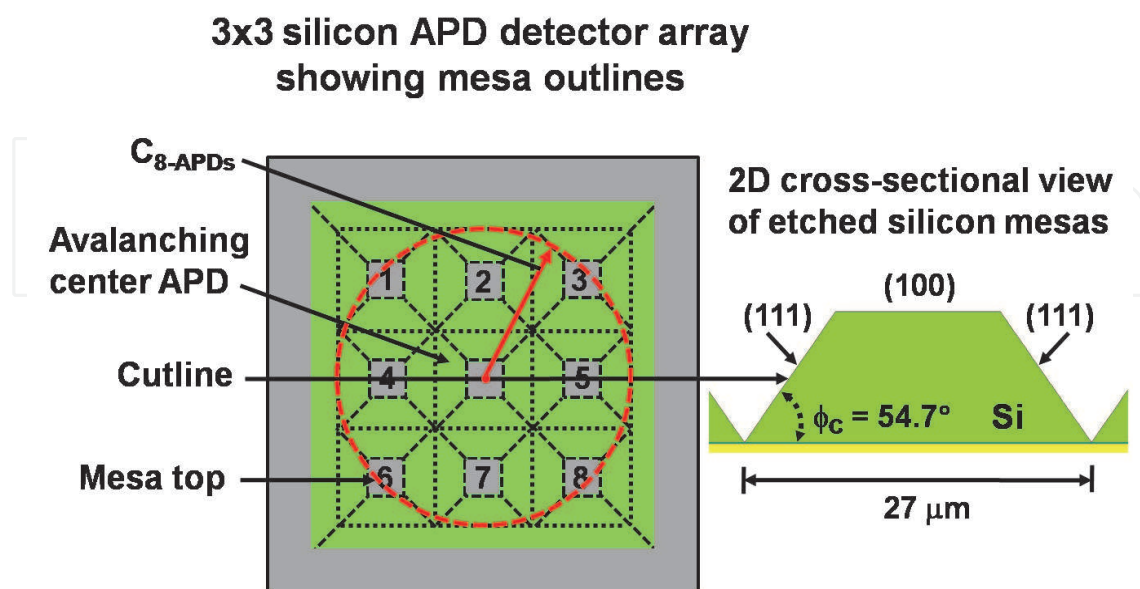 3x3 silicon APD detector array
showing mesa outlines
C8-APDs
Avalanching
center APD
Cutline
Mesa top
1 2 3
4 5
6 7 8
2D cross-sectional view
of etched silicon mesas
(100)
(111) (111)
ϕC = 54.7° Si
27 μm